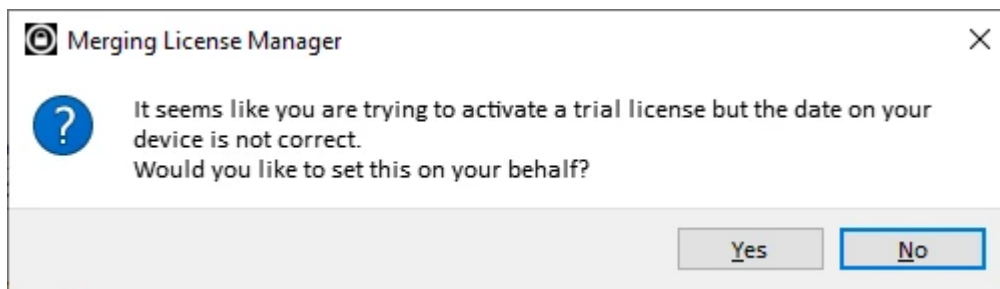 Merging License Manager
It seems like you are trying to activate a trial license but the date on your
device is not correct.
Would you like to set this on your behalf?
Yes
No